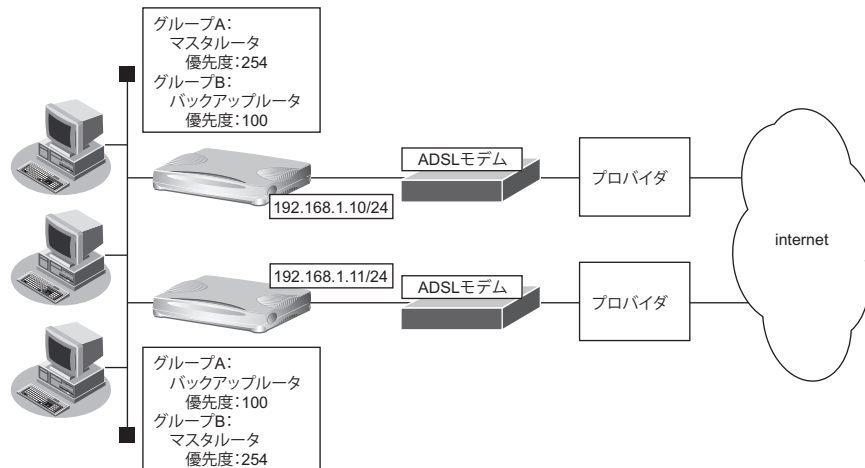 グループA：
マスタルータ
優先度：254
グループB：
バックアップルータ
優先度：100
ADSLモデム
プロバイダ
192.168.1.10/24
internet
192.168.1.11/24
ADSLモデム
プロバイダ
グループA：
バックアップルータ
優先度：100
グループB：
マスタルータ
優先度：254